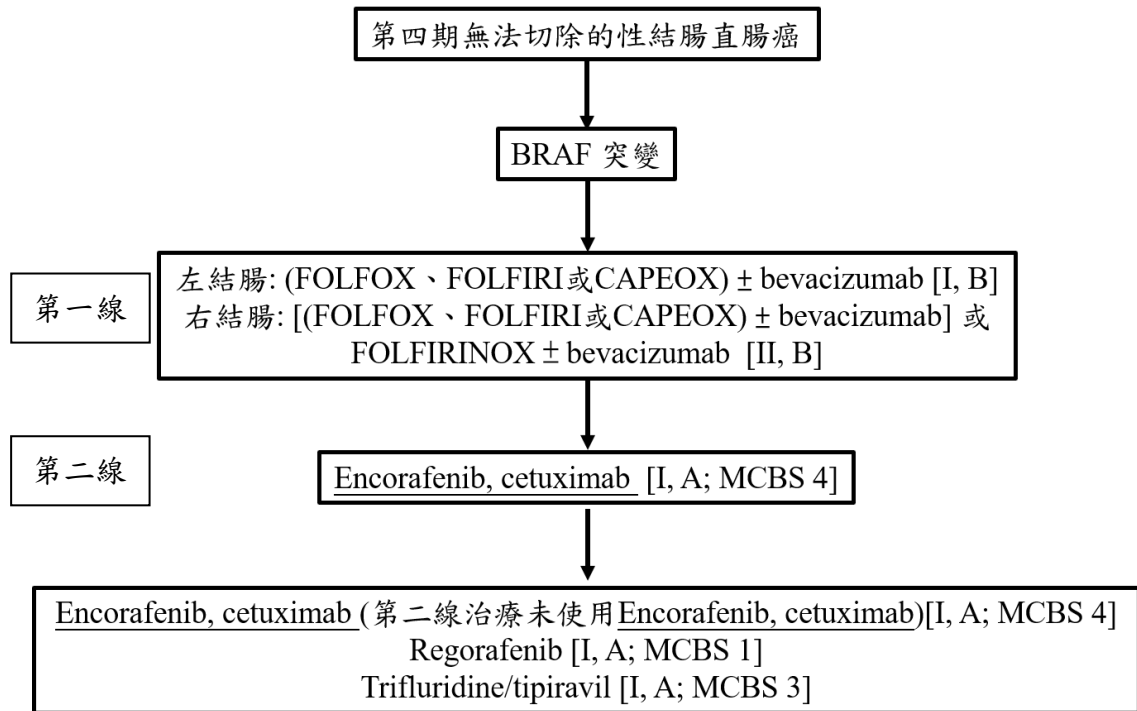 第四期無法切除的性結腸直腸癌
BRAF 突變
第一線
左結腸: (FOLFOX、FOLFIRI或CAPEOX) ± bevacizumab [I, B]
右結腸: [(FOLFOX、FOLFIRI或CAPEOX) ± bevacizumab] 或
FOLFIRINOX ± bevacizumab [II, B]
第二線
Encorafenib, cetuximab [I, A; MCBS 4]
Encorafenib, cetuximab (第二線治療未使用Encorafenib, cetuximab)[I, A; MCBS 4]
Regorafenib [I, A; MCBS 1]
Trifluridine/tipiravil [I, A; MCBS 3]